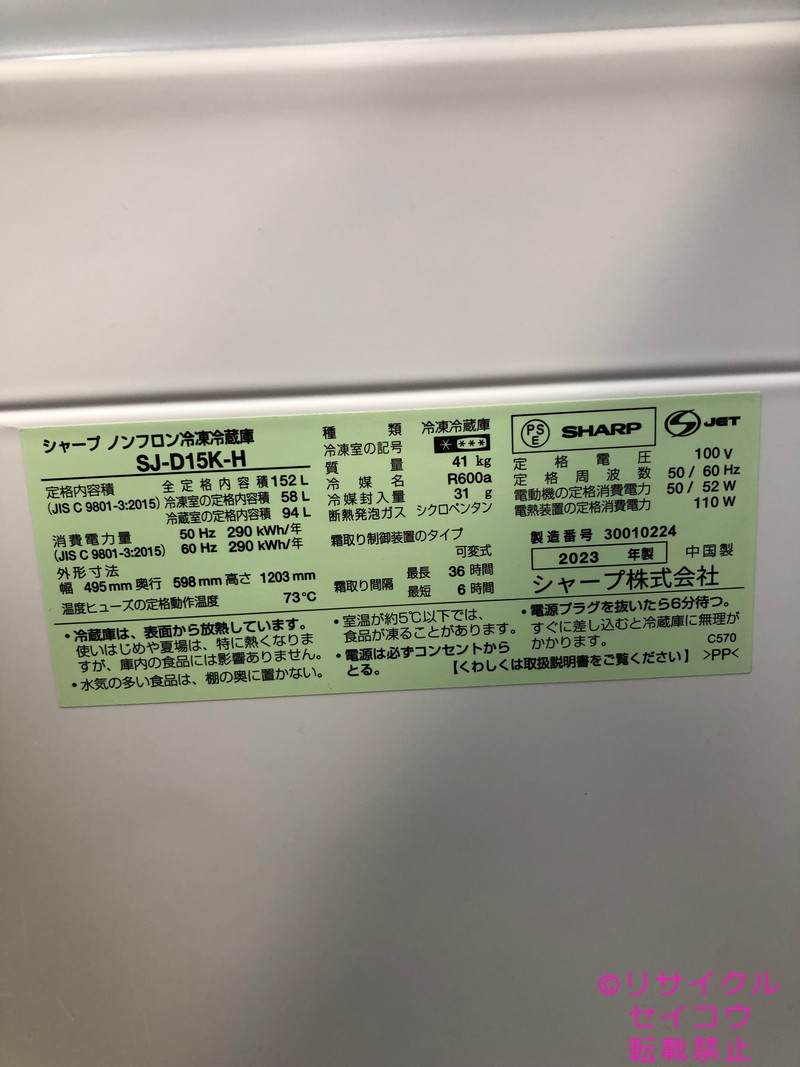 シャープ ノンフロン冷凍冷蔵庫
SJ-D15K-H
定格内容積
(JIS C 9801-3:2015)
全定格内容積 152 L
冷凍室の定格内容積 58 L
冷蔵室の定格内容積 94 L
消費電力量
(JIS C 9801-3:2015)
50 Hz 290 kWh/年
60 Hz 290 kWh/年
外形寸法
幅 495 mm 奥行 598 mm 高さ 1203 mm
温度ヒューズの定格動作温度 73℃
種類 冷凍冷蔵庫
冷凍室の記号 * ***
質量 41 kg
冷媒名 R600a
冷媒封入量 31 g
断熱発泡ガス シクロペンタン
霜取り制御装置のタイプ
可変式
霜取り間隔 最長 36 時間
最短 6 時間
PSE SHARP
JET
定格電圧 100 V
定格周波数 50 / 60 Hz
電動機の定格消費電力 50 / 52 W
電熱装置の定格消費電力 110 W
製造番号 30010224
2023 年製 中国製
シャープ株式会社
・冷蔵庫は、表面から放熱しています。
使いはじめや夏場は、特に熱くなりま
すが、庫内の食品には影響ありません。
・水気の多い食品は、棚の奥に置かない。
・室温が約5℃以下では、
食品が凍ることがあります。
・電源は必ずコンセントから
とる。
・電源プラグを抜いたら6分待つ。
すぐに差し込むと冷蔵庫に無理が
かかります。
C570
【くわしくは取扱説明書をご覧ください】 >PP<
©リサイクル
セイコウ
転載禁止